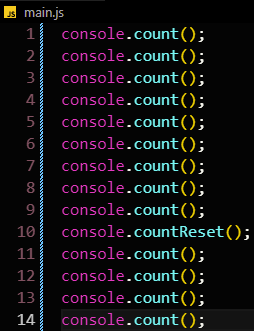 JS main.js
1 console.count();
2 console.count();
3 console.count();
4 console.count();
5 console.count();
6 console.count();
7 console.count();
8 console.count();
9 console.count();
10 console.countReset();
11 console.count();
12 console.count();
13 console.count();
14 console.count();